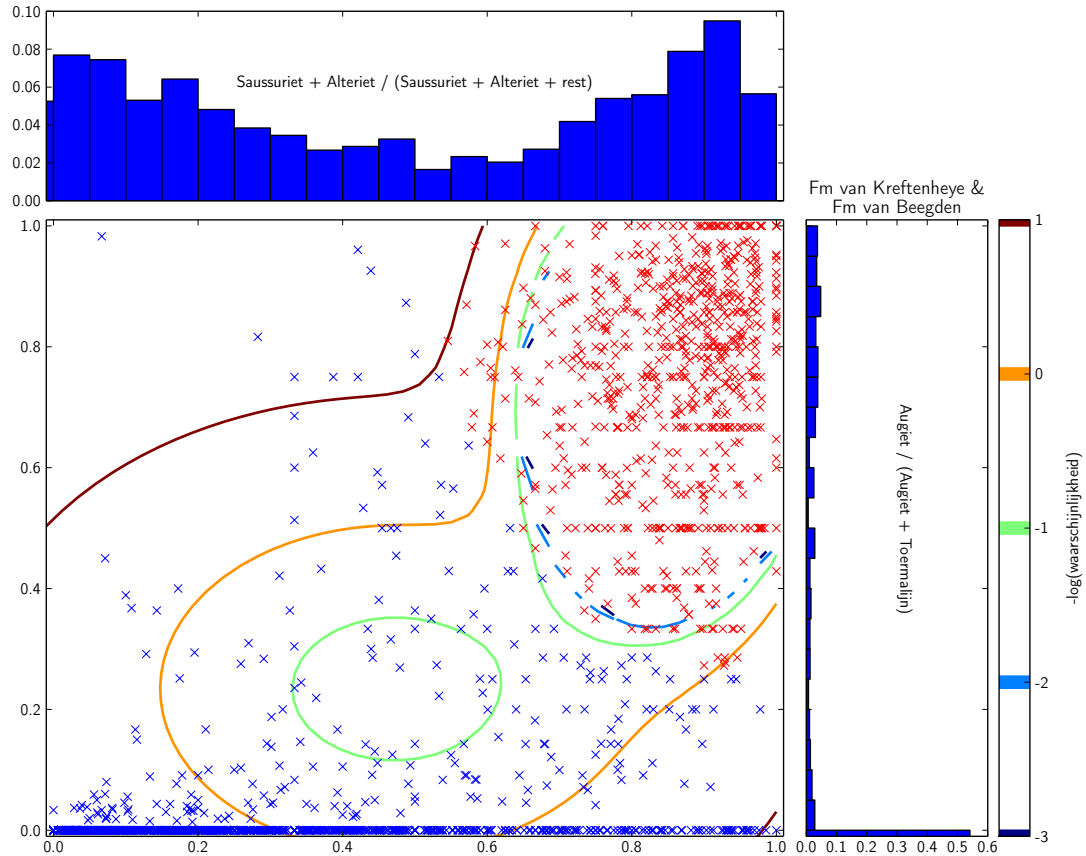 0.10
0.08
0.06
0.04
0.02
0.00
Saussuriet + Alteriet / (Saussuriet + Alteriet + rest)
Fm van Kreftenheye &
Fm van Beegden
1.0
0.8
0.6
0.4
0.2
0.0
0.0 0.2 0.4 0.6 0.8 1.0
Augiet / (Augiet + Toermalijn)
0.0 0.1 0.2 0.3 0.4 0.5 0.6
1
0
-1
-2
-3
-log(waarschijnlijkheid)